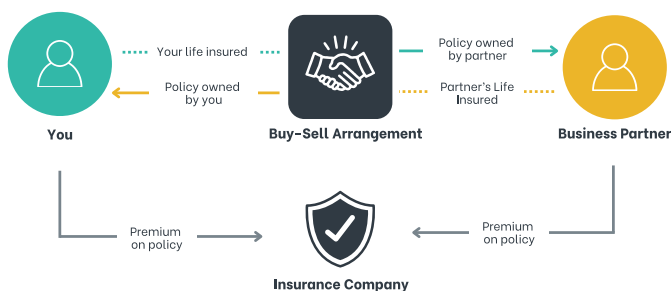 Your life insured
Policy owned
by partner
Policy owned
by you
Partner's Life
Insured
You
Buy-Sell Arrangement
Business Partner
Premium
on policy
Premium
on policy
Insurance Company